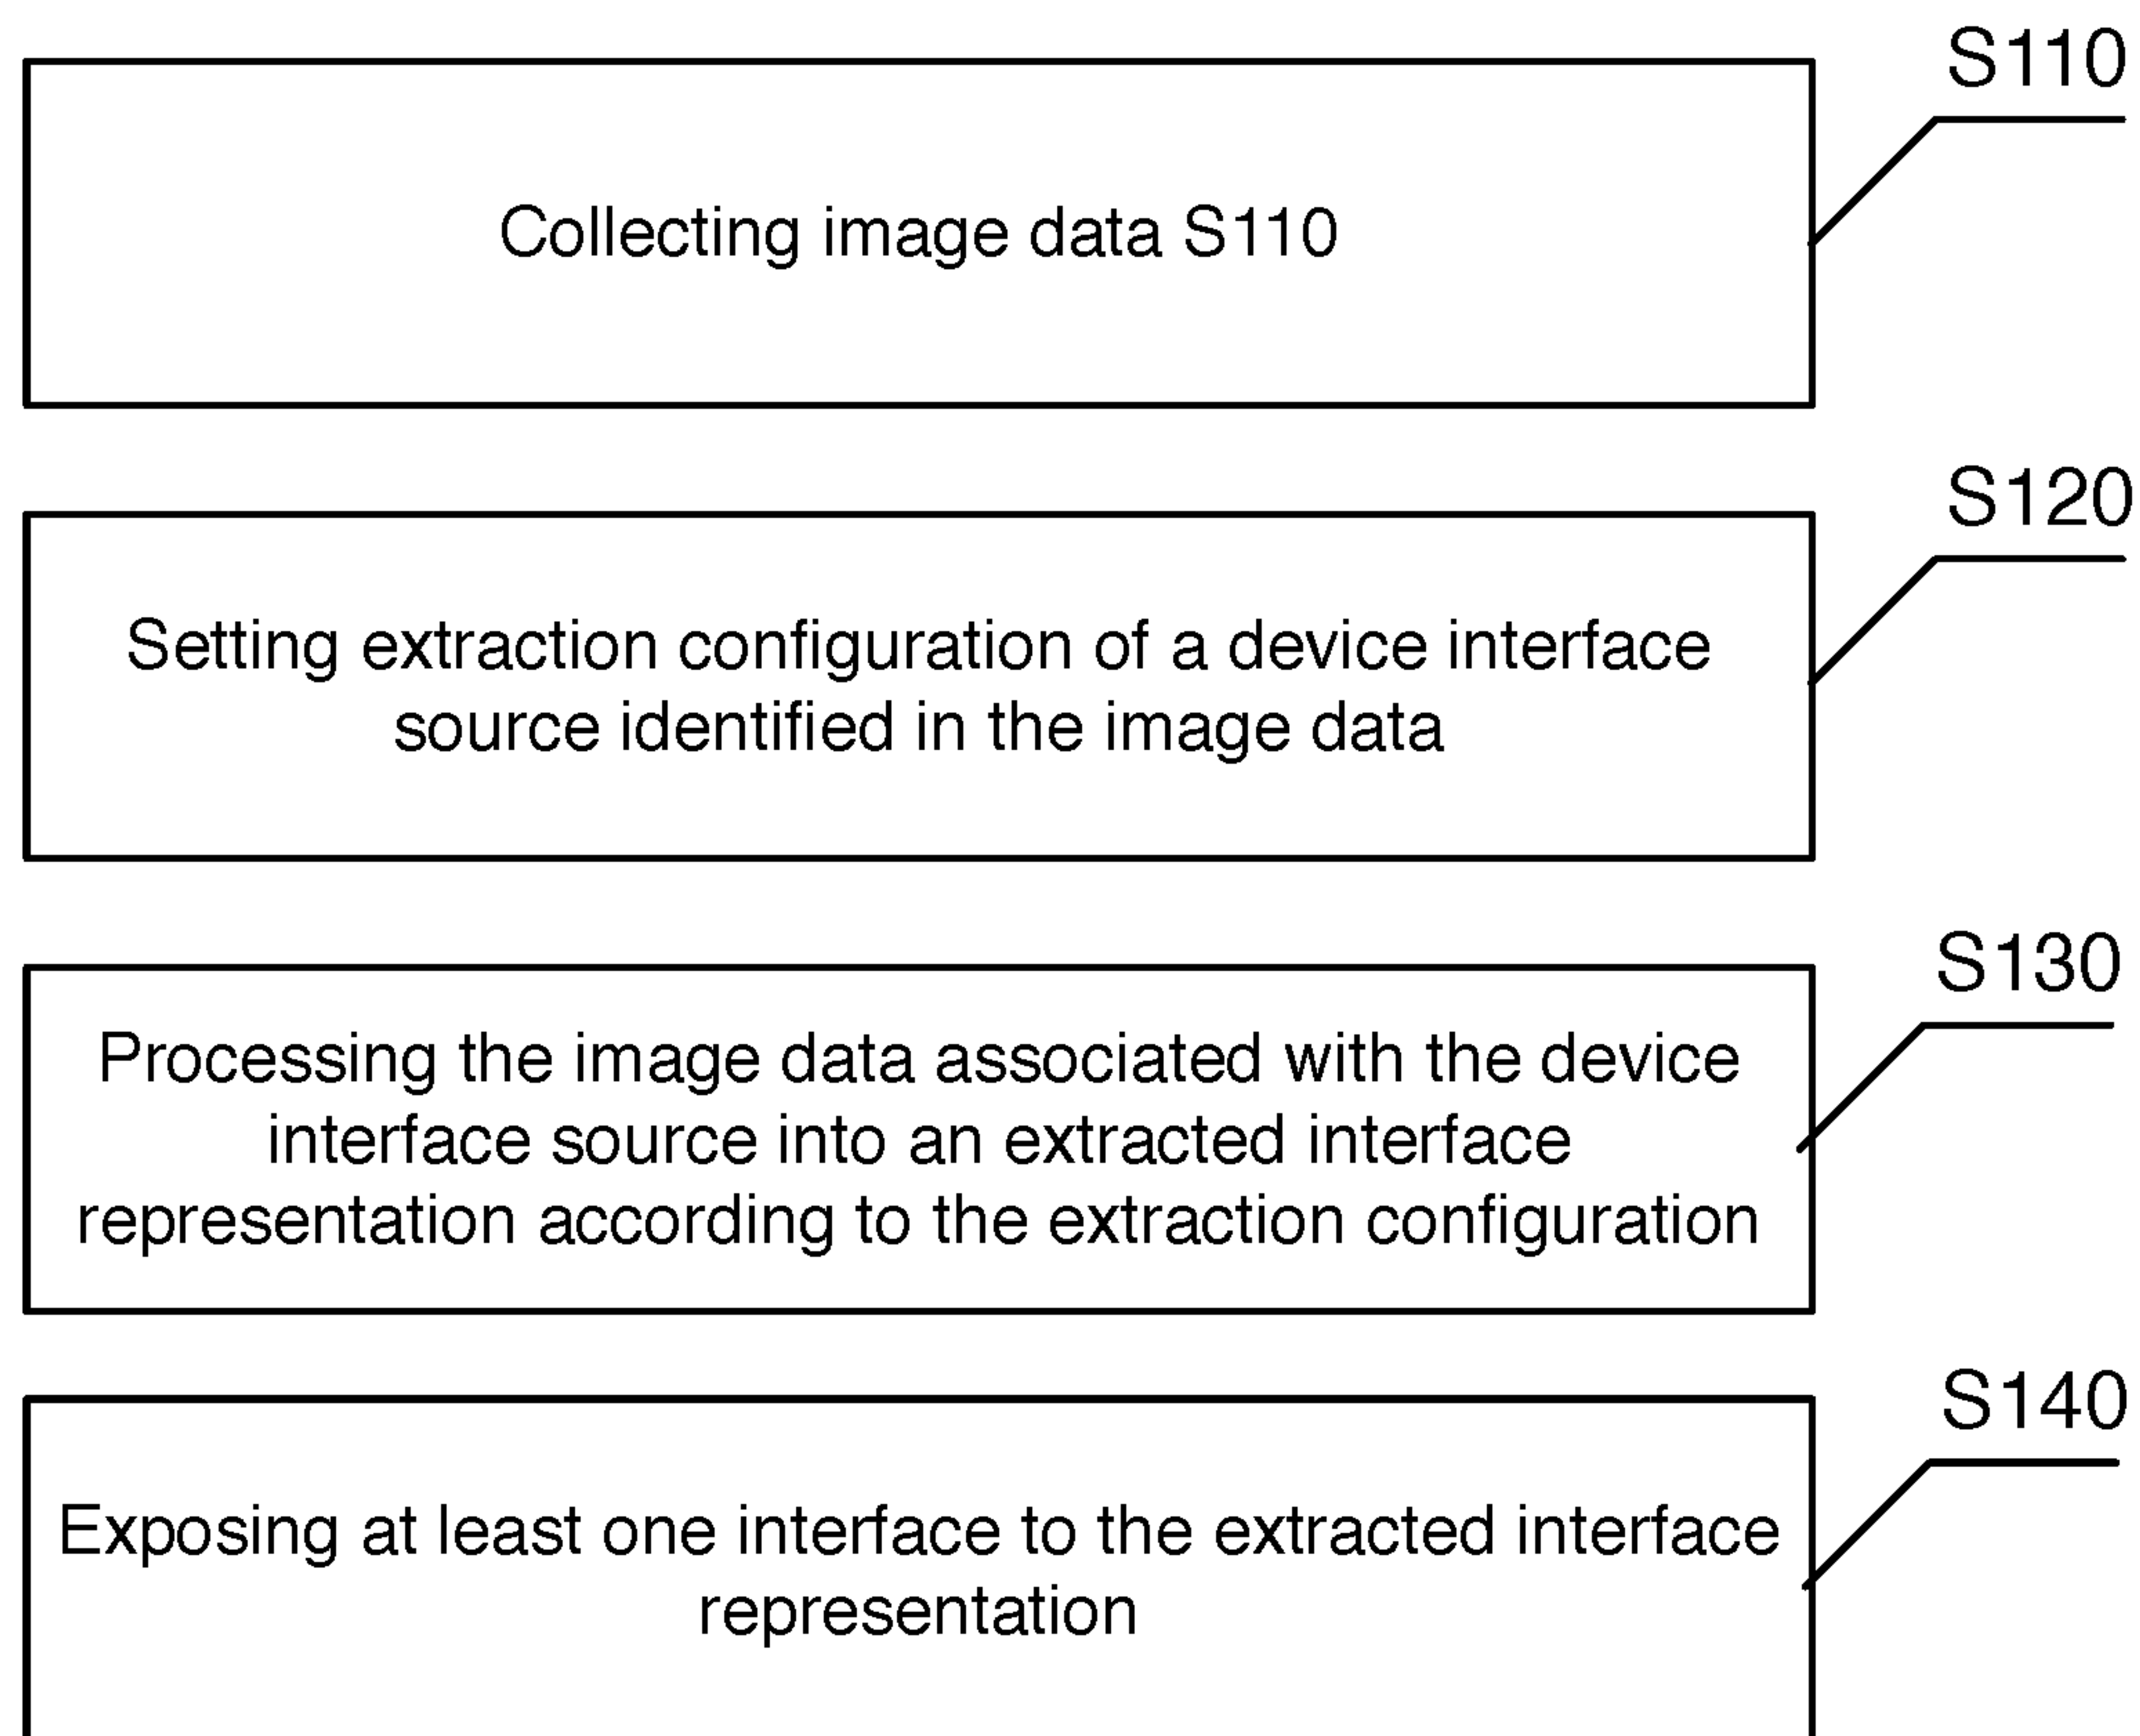 S110
Collecting image data S110
S120
Setting extraction configuration of a device interface
source identified in the image data
S130
Processing the image data associated with the device
interface source into an extracted interface
representation according to the extraction configuration
S140
Exposing at least one interface to the extracted interface
representation